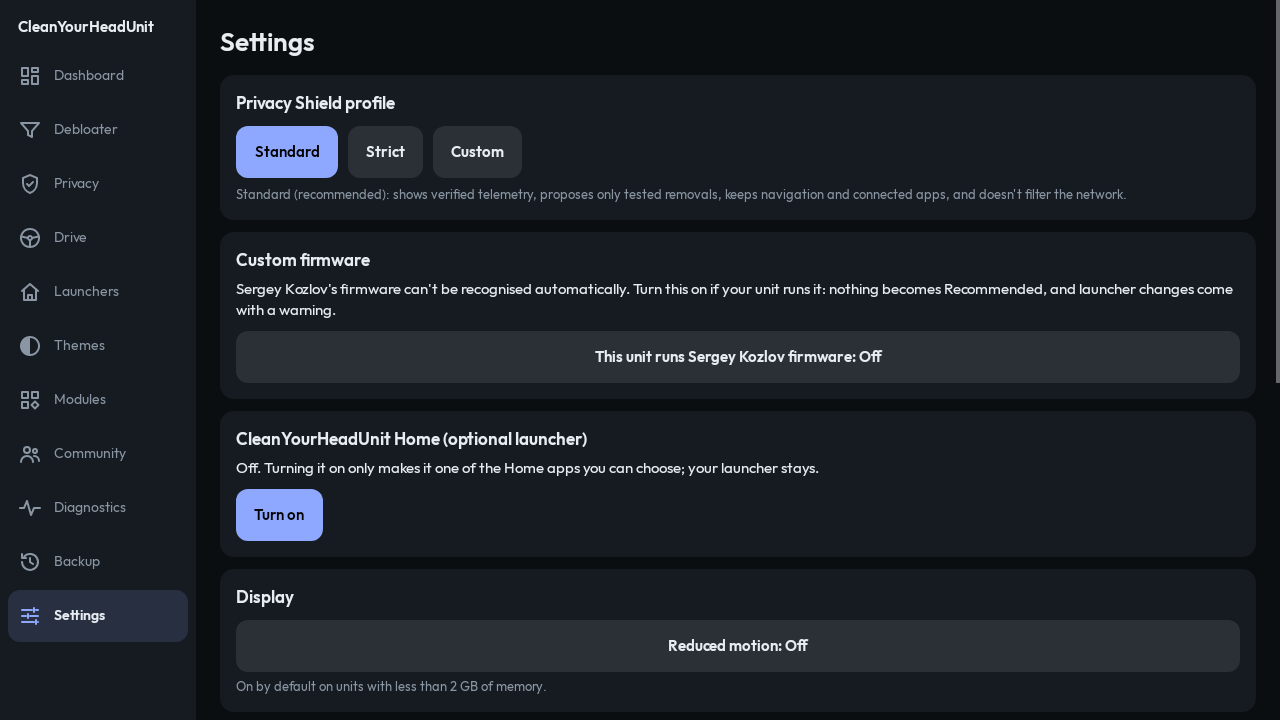 CleanYourHeadUnit
Dashboard
Debloater
Privacy
Drive
Launchers
Themes
Modules
Community
Diagnostics
Backup
Settings
Settings
Privacy Shield profile
Standard
Strict
Custom
Standard (recommended): shows verified telemetry, proposes only tested removals, keeps navigation and connected apps, and doesn't filter the network.
Custom firmware
Sergey Kozlov's firmware can't be recognised automatically. Turn this on if your unit runs it: nothing becomes Recommended, and launcher changes come
with a warning.
This unit runs Sergey Kozlov firmware: Off
CleanYourHeadUnit Home (optional launcher)
Off. Turning it on only makes it one of the Home apps you can choose; your launcher stays.
Turn on
Display
Reduced motion: Off
On by default on units with less than 2 GB of memory.